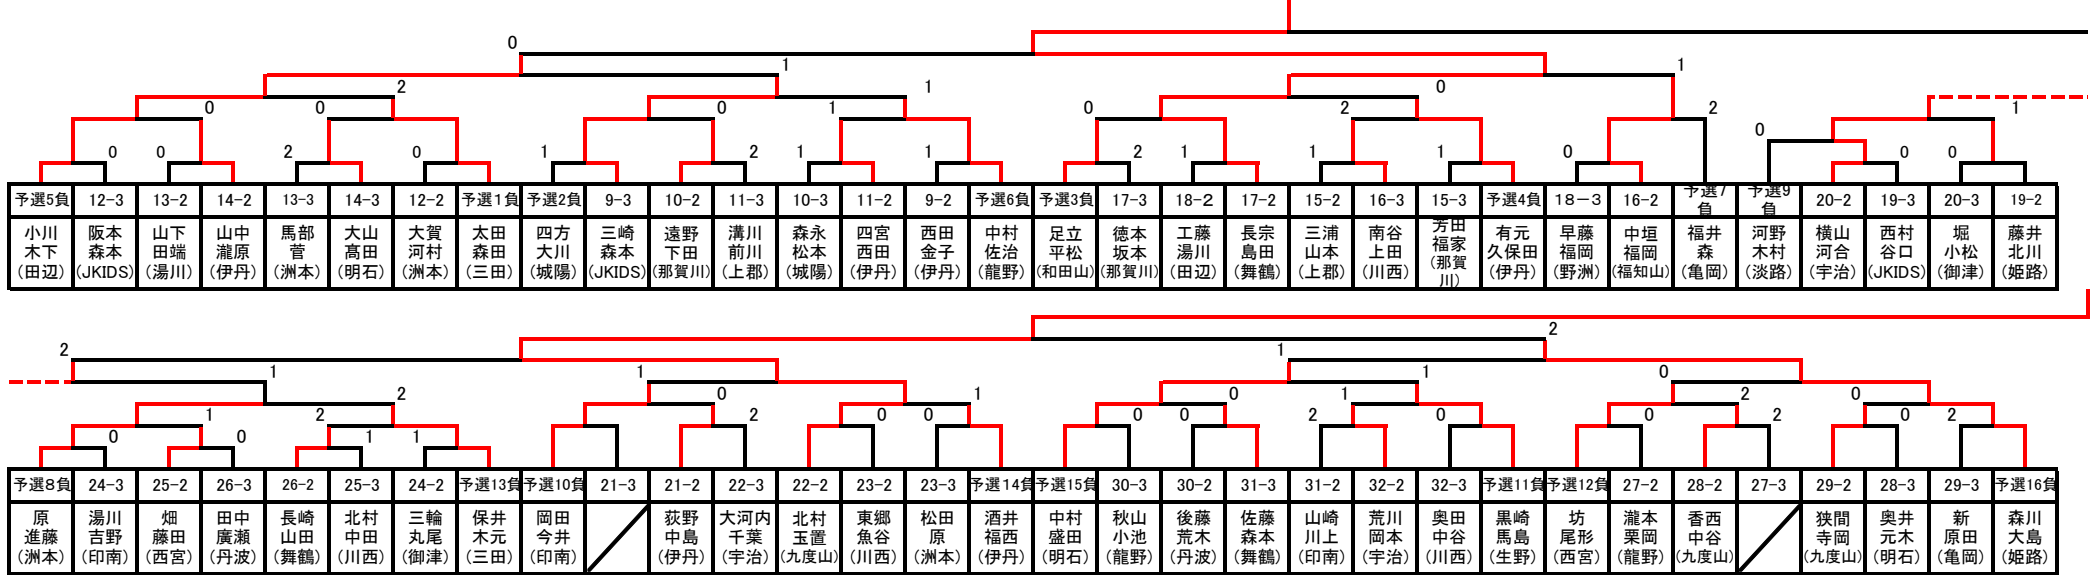 0
1
1
2
1
0
0
0
1
0
2
0
2
1
0
0
0
2
0
1
2
1
1
1
2
1
1
0
0
0
予選5負 12-3 13-2 14-2 13-3 14-3 12-2 予選1負 予選2負 9-3 10-2 11-3 10-3 11-2 9-2 予選6負 予選3負 17-3 18-2 17-2 15-2 16-3 15-3 予選4負 18-3 16-2 予選7負 予選9負 20-2 19-3 20-3 19-2
小川 木下 (田辺)
阪本 森本 (JKIDS)
山下 田端 (湯川)
山中 瀧原 (伊丹)
馬部 菅 (洲本)
大山 髙田 (明石)
大賀 河村 (洲本)
太田 森田 (三田)
四方 大川 (城陽)
三崎 森本 (JKIDS)
遠野 下田 (那賀川)
溝川 前川 (上郡)
森永 松本 (城陽)
四宮 西田 (伊丹)
西田 金子 (伊丹)
中村 佐治 (龍野)
足立 平松 (和田山)
徳本 坂本 (那賀川)
工藤 湯川 (田辺)
長宗 島田 (舞鶴)
三浦 山本 (上郡)
南谷 上田 (川西)
芳田 福家 (那賀川)
有元 久保田 (伊丹)
早藤 福岡 (野洲)
中垣 福岡 (福知山)
福井 森 (亀岡)
河野 木村 (淡路)
横山 河合 (宇治)
西村 谷口 (JKIDS)
堀 小松 (御津)
藤井 北川 (姫路)
2
2
1
1
1
1
0
2
0
1
1
2
1
2
0
0
0
2
0
1
1
0
2
0
0
0
2
0
2
0
2
予選8負 24-3 25-2 26-3 26-2 25-3 24-2 予選13負 予選10負 21-3 21-2 22-3 22-2 23-2 23-3 予選14負 予選15負 30-3 30-2 31-3 31-2 32-2 32-3 予選11負 予選12負 27-2 28-2 27-3 29-2 28-3 29-3 予選16負
原 進藤 (洲本)
湯川 吉野 (印南)
畑 藤田 (西宮)
田中 廣瀬 (丹波)
長崎 山田 (舞鶴)
北村 中田 (川西)
三輪 丸尾 (御津)
保井 木元 (三田)
岡田 今井 (印南)
荻野 中島 (伊丹)
大河内 千葉 (宇治)
北村 玉置 (九度山)
東郷 魚谷 (川西)
松田 原 (洲本)
酒井 福西 (伊丹)
中村 盛田 (明石)
秋山 小池 (龍野)
後藤 荒木 (丹波)
佐藤 森本 (舞鶴)
山崎 川上 (印南)
荒川 岡本 (宇治)
奥田 中谷 (川西)
黒崎 馬島 (生野)
坊 尾形 (西宮)
瀧本 栗岡 (龍野)
香西 中谷 (九度山)
狭間 寺岡 (九度山)
奥井 元木 (明石)
新 原田 (亀岡)
森川 大島 (姫路)